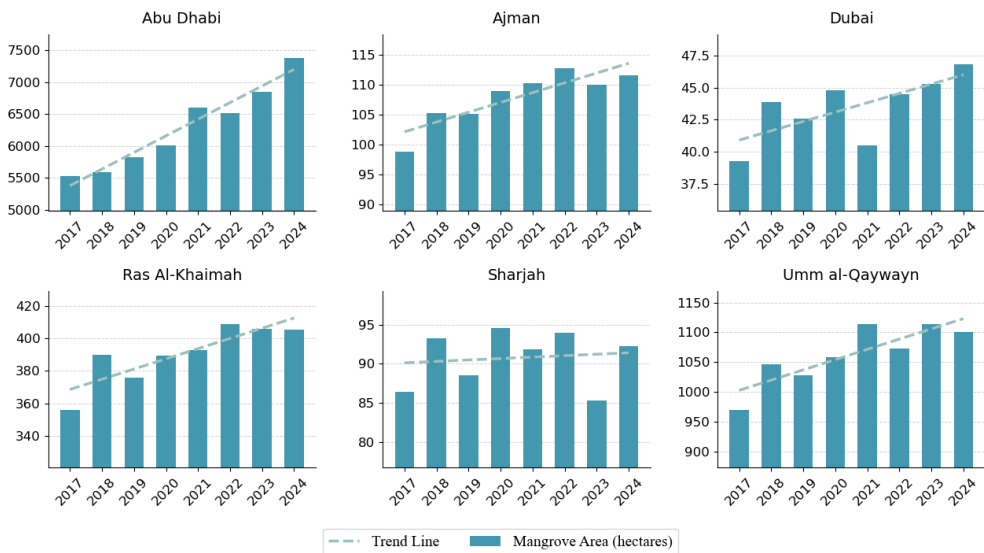 Abu Dhabi
7500
7000
6500
6000
5500
5000
2017 2018 2019 2020 2021 2022 2023 2024
Ajman
115
110
105
100
95
90
2017 2018 2019 2020 2021 2022 2023 2024
Dubai
47.5
45.0
42.5
40.0
37.5
2017 2018 2019 2020 2021 2022 2023 2024
Ras Al-Khaimah
420
400
380
360
340
2017 2018 2019 2020 2021 2022 2023 2024
Sharjah
95
90
85
80
2017 2018 2019 2020 2021 2022 2023 2024
Umm al-Qaywayn
1150
1100
1050
1000
950
900
2017 2018 2019 2020 2021 2022 2023 2024
Trend Line Mangrove Area (hectares)